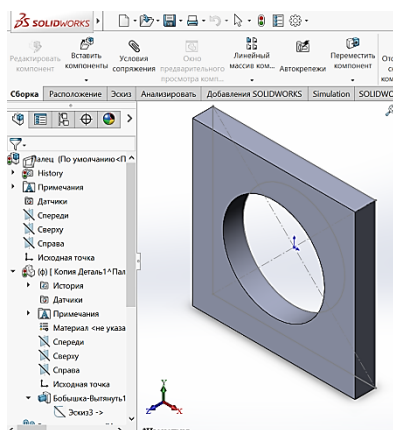 SOLIDWORKS
Редактировать компонент
Вставить компоненты
Условия сопряжения
Окно предварительного просмотра комп...
Линейный массив ком...
Автокрепежи
Переместить компонент
Сборка Расположение Эскиз Анализировать Добавления SOLIDWORKS Simulation SOLIDWO
Палец (По умолчанию<П
History
Примечания
Датчики
Спереди
Сверху
Справа
Исходная точка
(ф) [ Копия Деталь1^Пал
История
Датчики
Примечания
Материал <не указа
Спереди
Сверху
Справа
Исходная точка
Бобышка-Вытянуть1
Эскиз3 ->
Y
Z
X